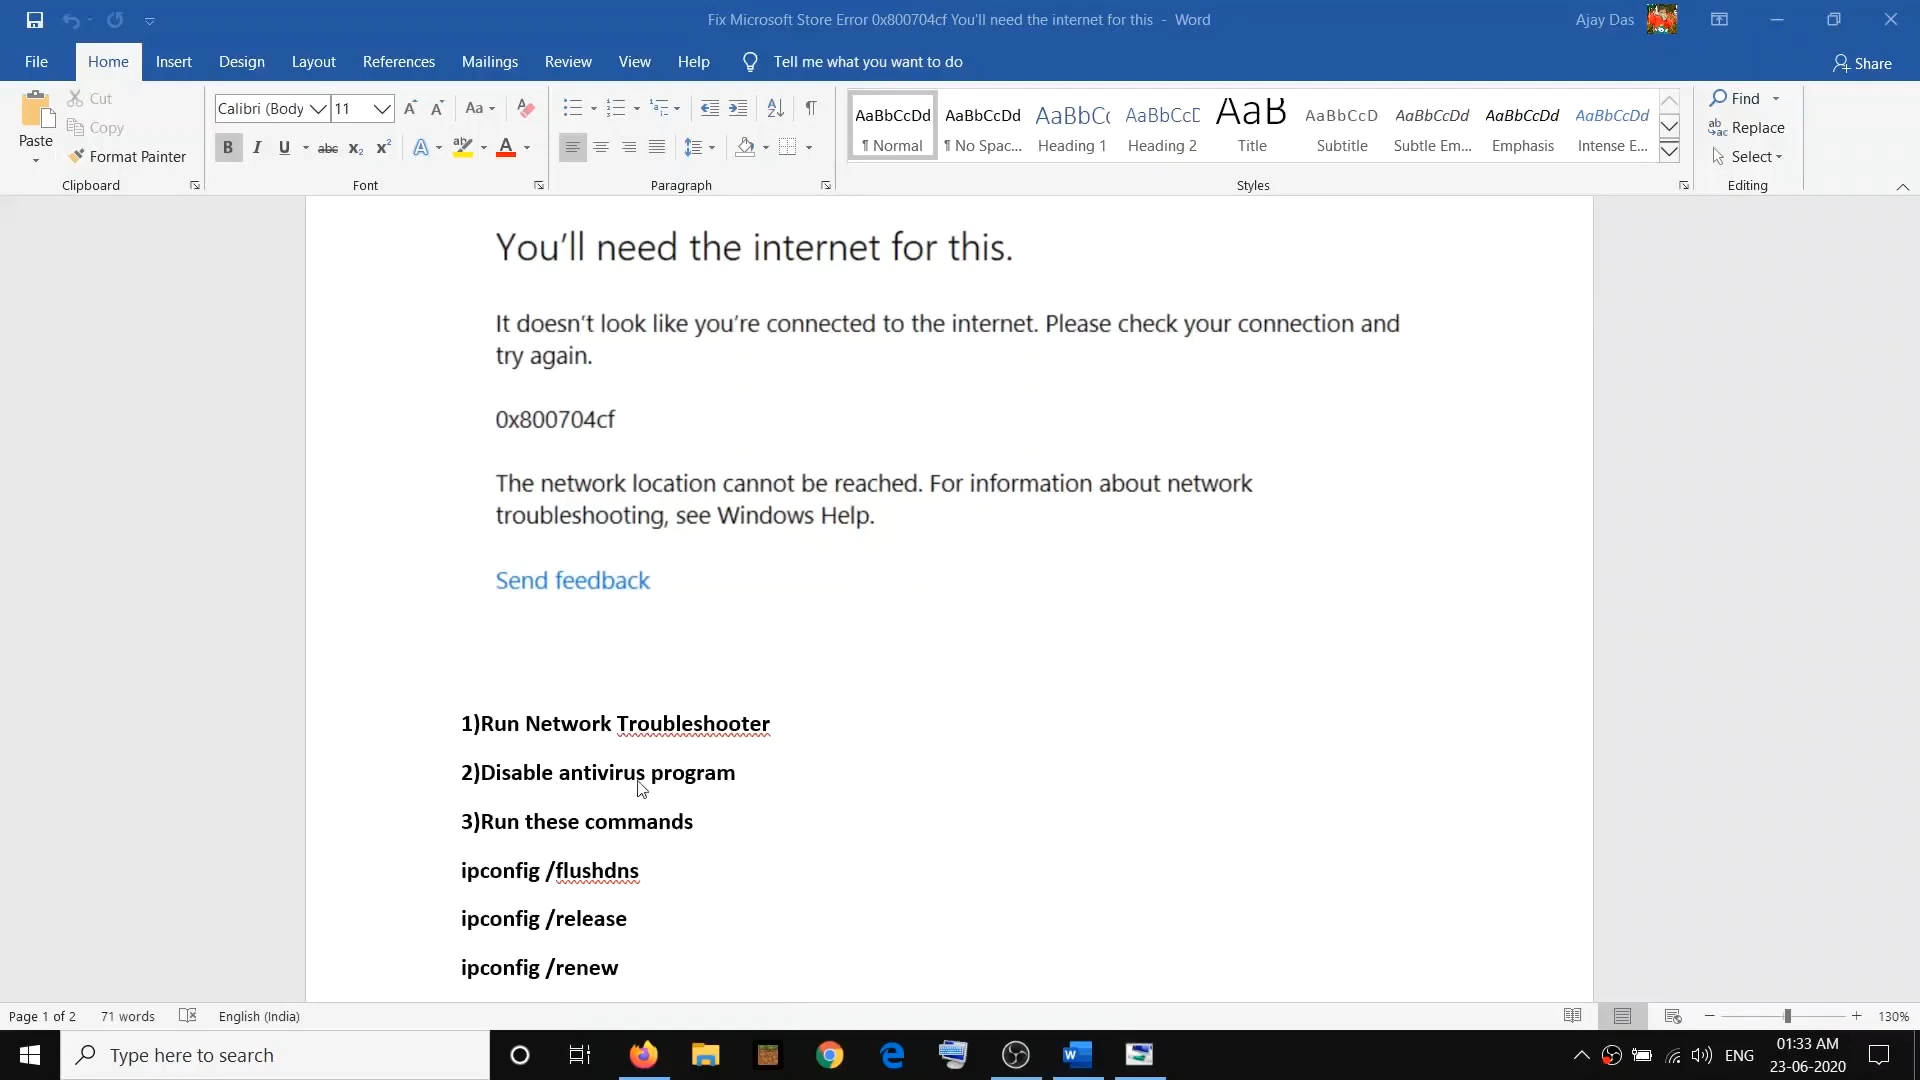 Fix Microsoft Store Error 0x800704cf You'll need the internet for this - Word
Ajay Das
File Home Insert Design Layout References Mailings Review View Help Tell me what you want to do
Share
Paste
Cut
Copy
Format Painter
Clipboard
Calibri (Body 11
Aa
B I U abc x₂ x²
A
Font
Paragraph
AaBbCcDd AaBbCcDd AaBbCc AaBbCcD AaB AaBbCcD AaBbCcDd AaBbCcDd AaBbCcDd
¶ Normal ¶ No Spac... Heading 1 Heading 2 Title Subtitle Subtle Em... Emphasis Intense E...
Styles
Find
Replace
Select
Editing
You'll need the internet for this.
It doesn't look like you're connected to the internet. Please check your connection and
try again.
0x800704cf
The network location cannot be reached. For information about network
troubleshooting, see Windows Help.
Send feedback
1)Run Network Troubleshooter
2)Disable antivirus program
3)Run these commands
ipconfig /flushdns
ipconfig /release
ipconfig /renew
Page 1 of 2 71 words English (India)
130%
Type here to search
ENG
01:33 AM
23-06-2020